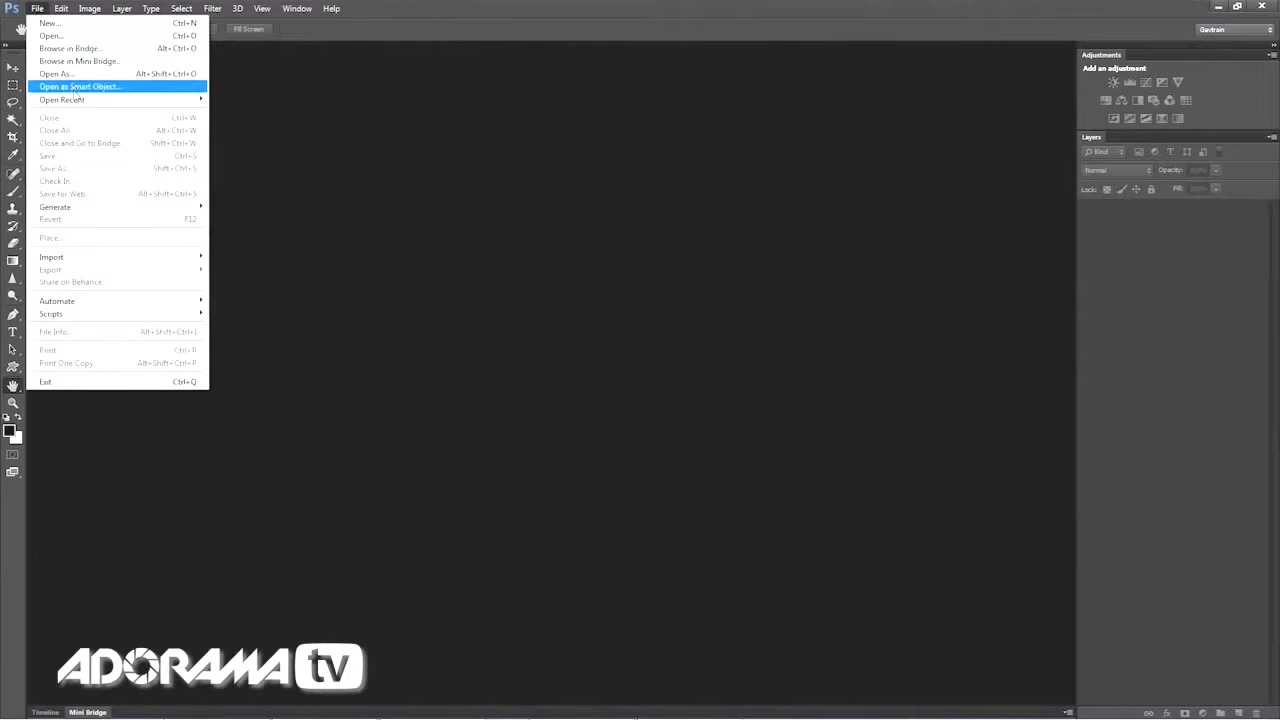 Ps File Edit Image Layer Type Select Filter 3D View Window Help
Fill Screen
Gavtrain
New... Ctrl+N
Open... Ctrl+O
Browse in Bridge... Alt+Ctrl+O
Browse in Mini Bridge..
Open As... Alt+Shift+Ctrl+O
Open as Smart Object...
Open Recent
Close Ctrl+W
Close All Alt+Ctrl+W
Close and Go to Bridge. Shift+Ctrl+W
Save Ctrl+S
Save As... Shift+Ctrl+S
Check In...
Save for Web. Alt+Shift+Ctrl+S
Generate
Revert F12
Place...
Import
Export
Share on Behance.
Automate
Scripts
File Info.. Alt+Shift+Ctrl+I
Print Ctrl+P
Print One Copy Alt+Shift+Ctrl+P
Exit Ctrl+Q
Adjustments
Add an adjustment
Layers
Kind
Normal Opacity:
Lock: Fill:
ADORAMA tv
Timeline Mini Bridge